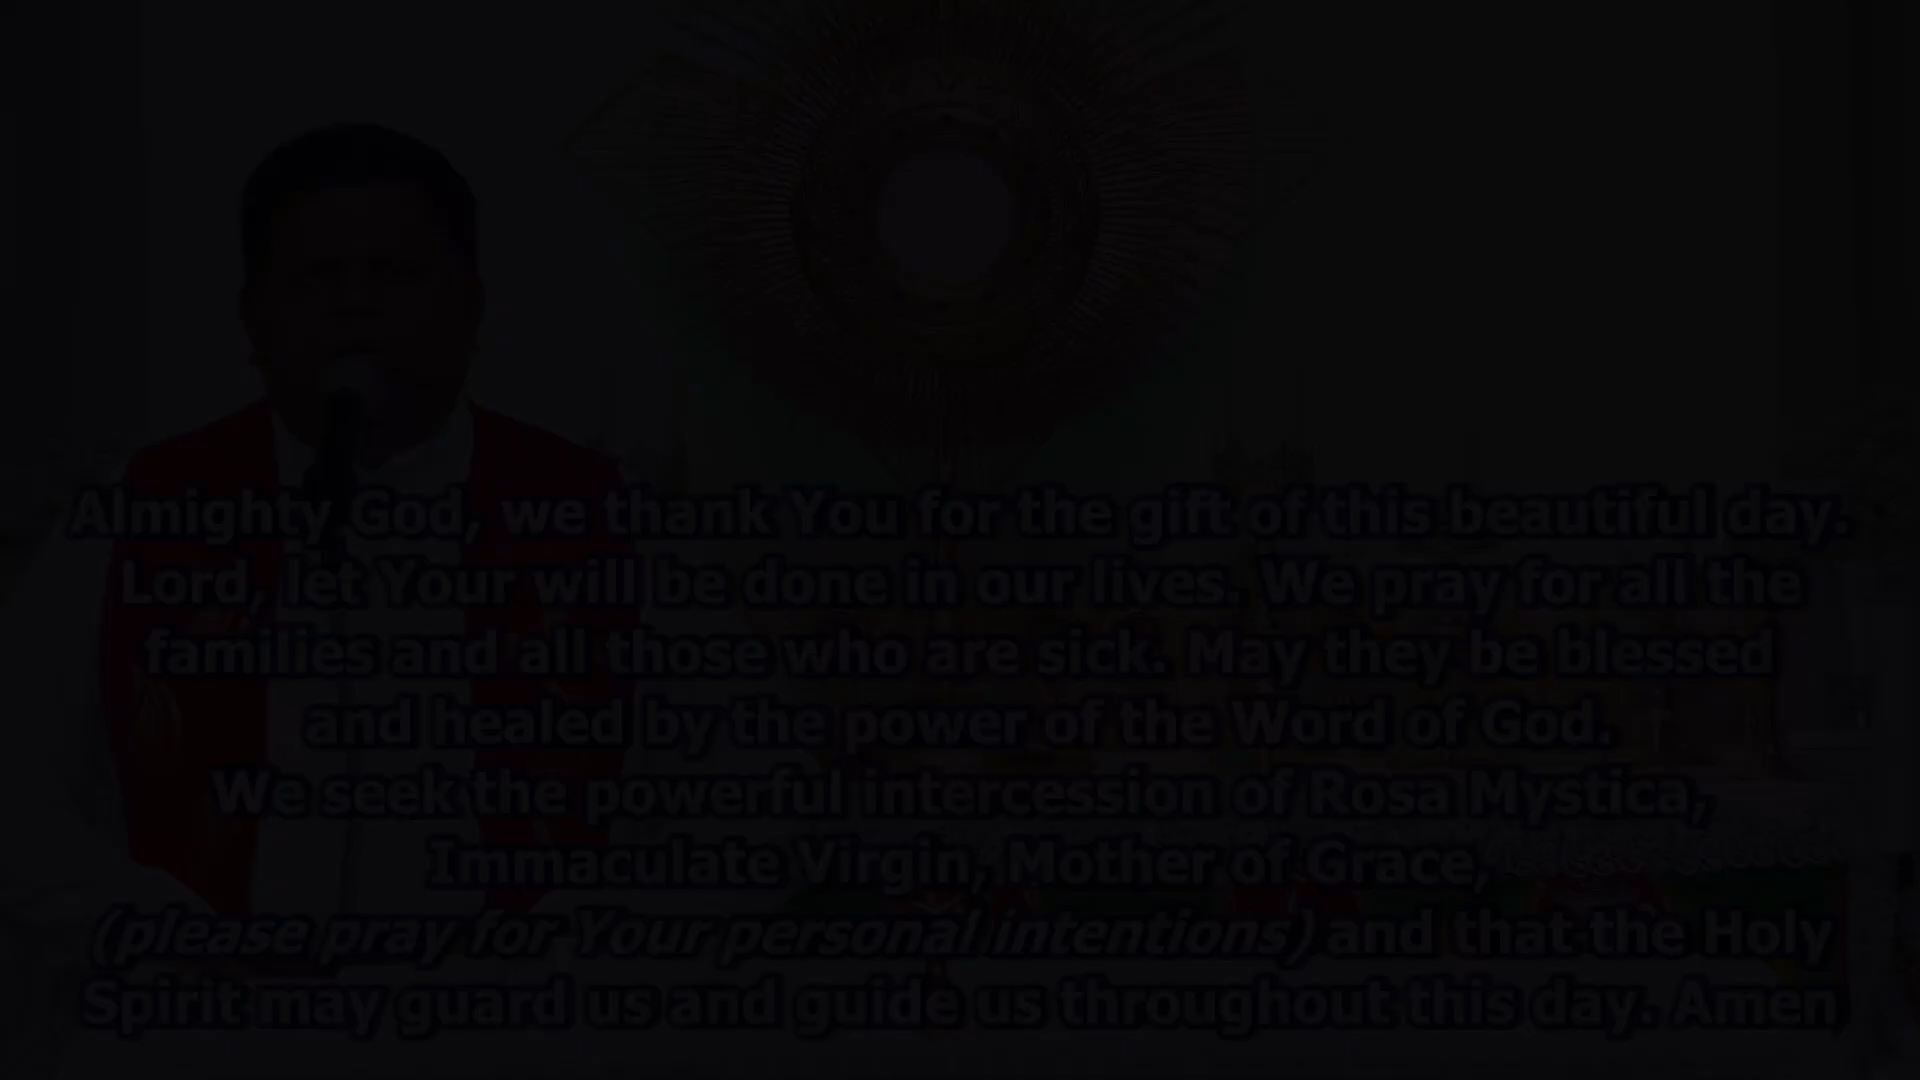 Almighty God, we thank You for the gift of this beautiful day.
Lord, let Your will be done in our lives. We pray for all the
families and all those who are sick. May they be blessed
and healed by the power of the Word of God.
We seek the powerful intercession of Rosa Mystica,
Immaculate Virgin, Mother of Grace,
(please pray for Your personal intentions) and that the Holy
Spirit may guard us and guide us throughout this day. Amen